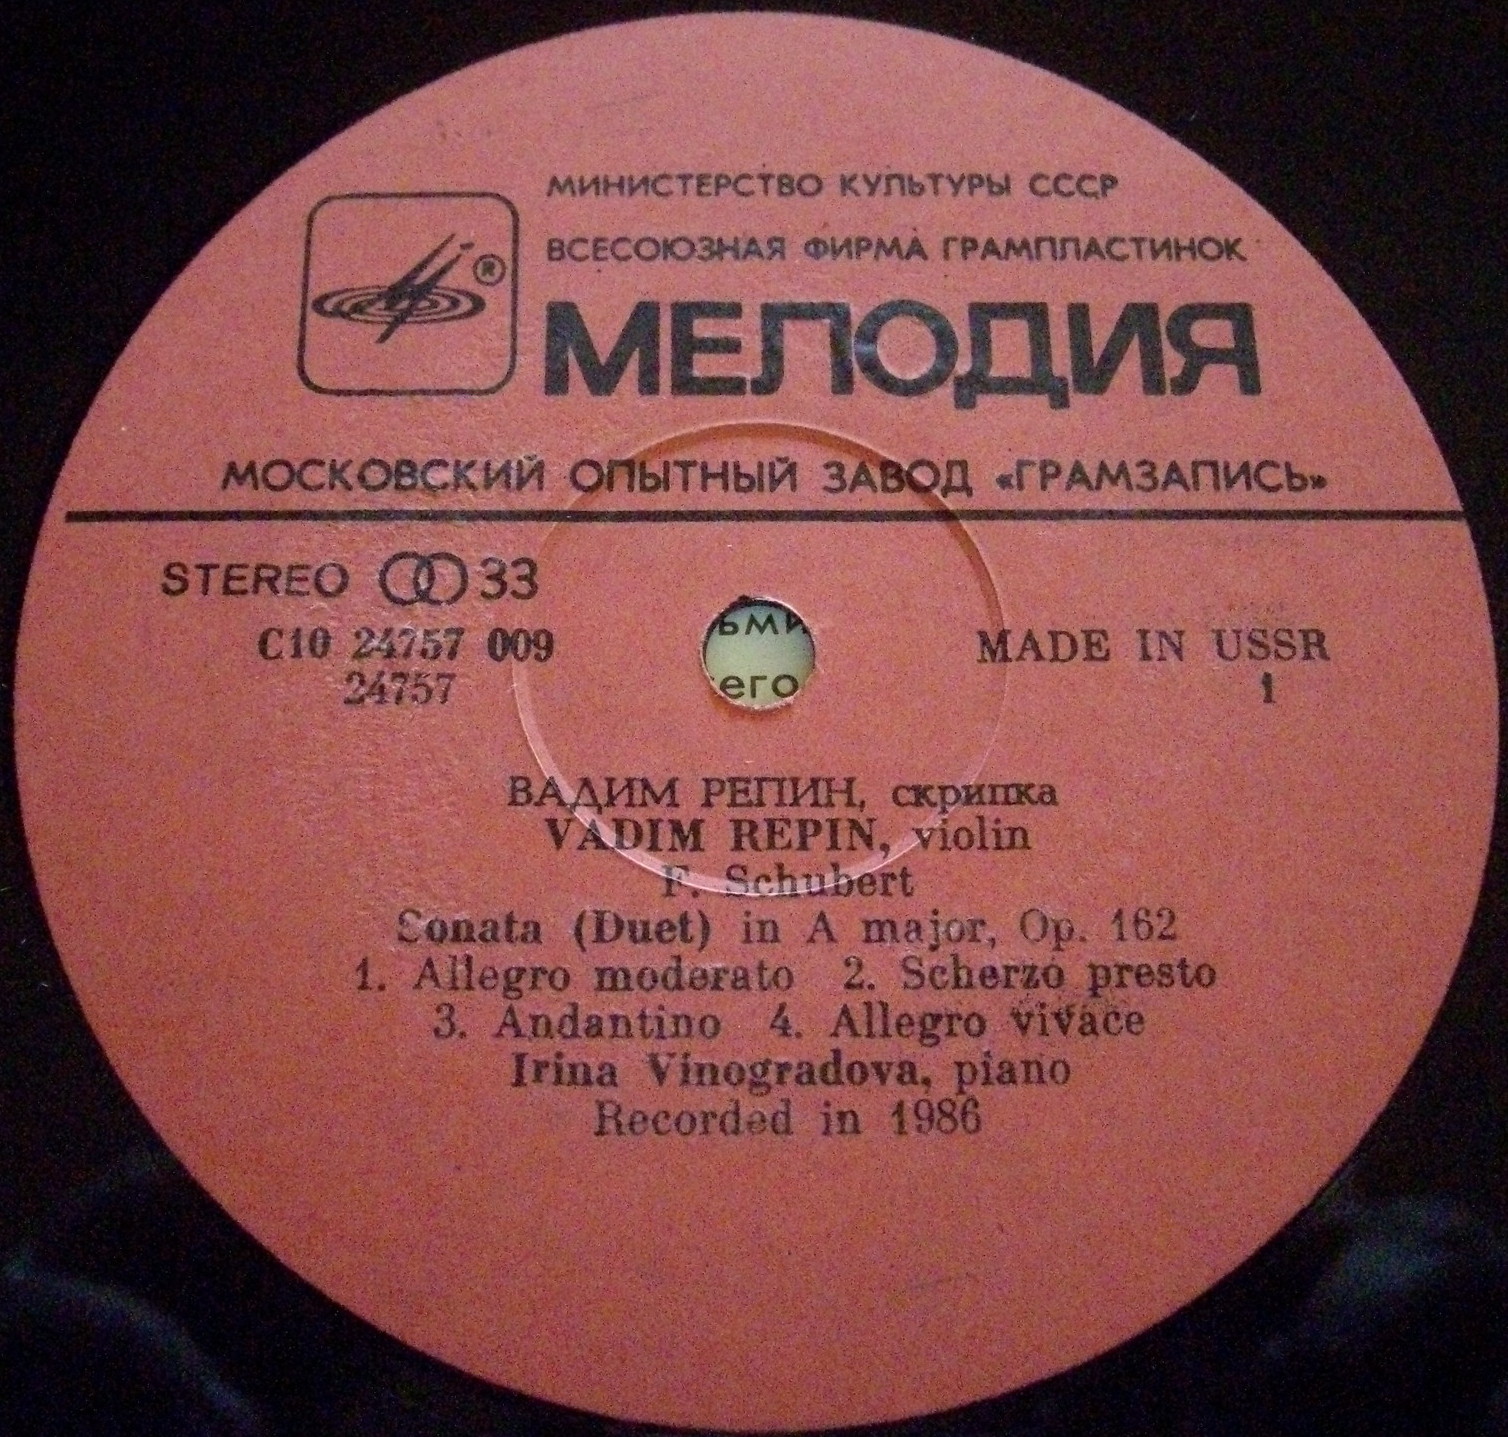 МИНИСТЕРСТВО КУЛЬТУРЫ СССР
ВСЕСОЮЗНАЯ ФИРМА ГРАМПЛАСТИНОК
®
МЕЛОДИЯ
МОСКОВСКИЙ ОПЫТНЫЙ ЗАВОД «ГРАМЗАПИСЬ»
STEREO 33
С10 24757 009
MADE IN USSR
24757
1
ВАДИМ РЕПИН, скрипка
VADIM REPIN, violin
F. Schubert
Sonata (Duet) in A major, Op. 162
1. Allegro moderato 2. Scherzo presto
3. Andantino 4. Allegro vivace
Irina Vinogradova, piano
Recorded in 1986